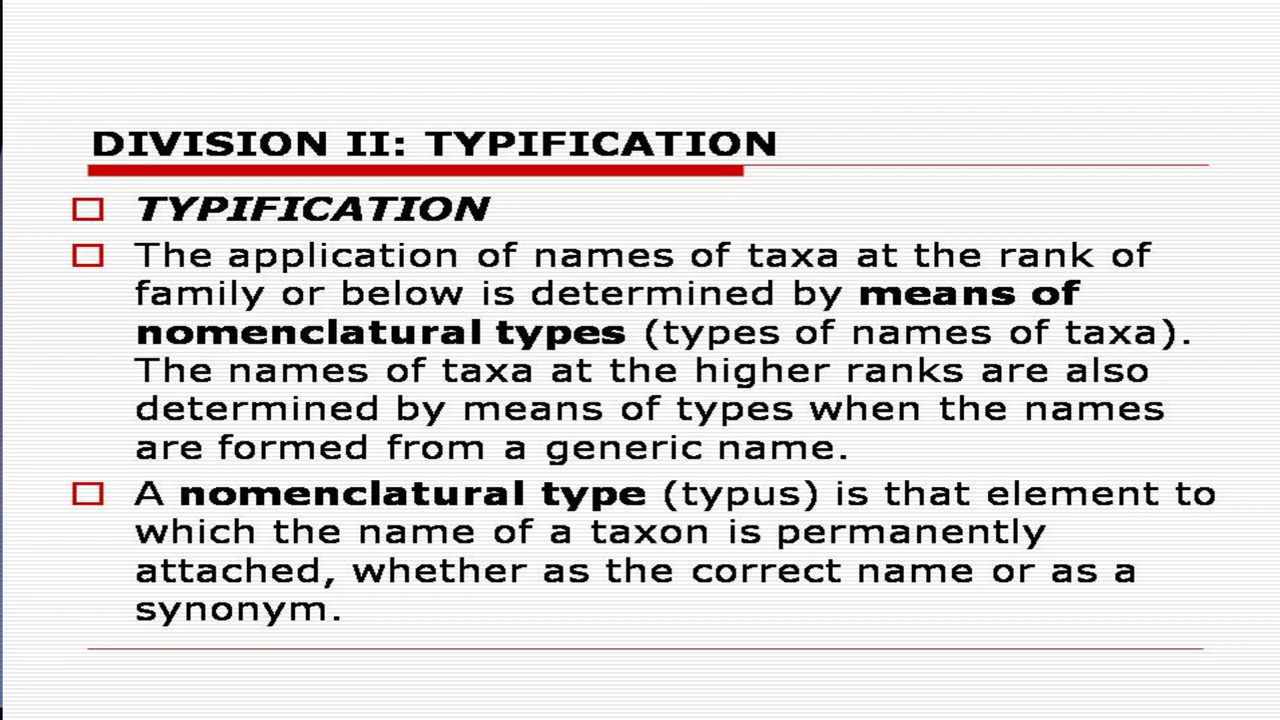 DIVISION II: TYPIFICATION
TYPIFICATION
The application of names of taxa at the rank of
family or below is determined by means of
nomenclatural types (types of names of taxa).
The names of taxa at the higher ranks are also
determined by means of types when the names
are formed from a generic name.
A nomenclatural type (typus) is that element to
which the name of a taxon is permanently
attached, whether as the correct name or as a
synonym.